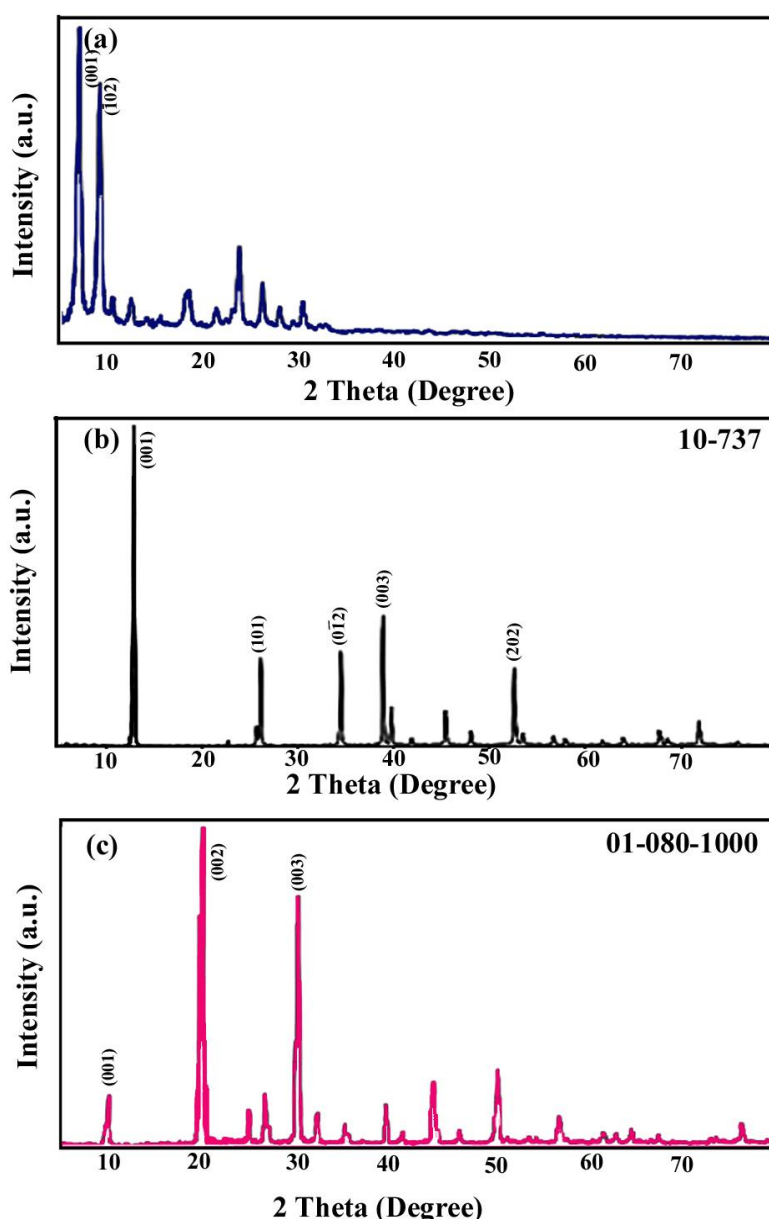 (a)
(001)
(1̄02)
Intensity (a.u.)
10 20 30 40 50 60 70
2 Theta (Degree)
(b)
10-737
(001)
(101)
(01̄2)
(003)
(202)
Intensity (a.u.)
10 20 30 40 50 60 70
2 Theta (Degree)
(c)
01-080-1000
(001)
(002)
(003)
Intensity (a.u.)
10 20 30 40 50 60 70
2 Theta (Degree)